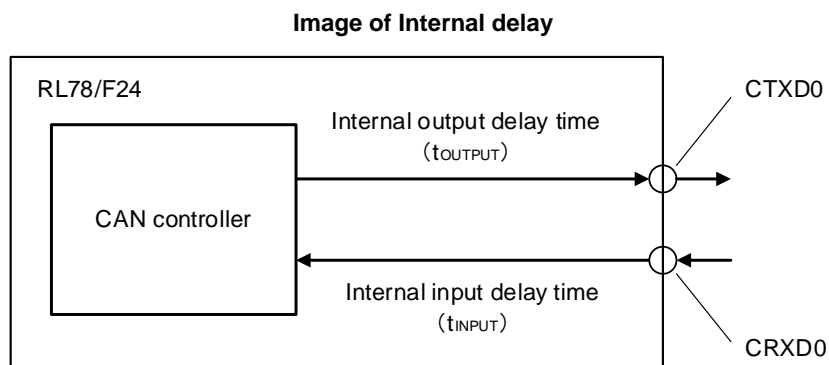 Image of Internal delay
RL78/F24
CTXD0
Internal output delay time
（tOUTPUT）
CAN controller
Internal input delay time
（tINPUT）
CRXD0